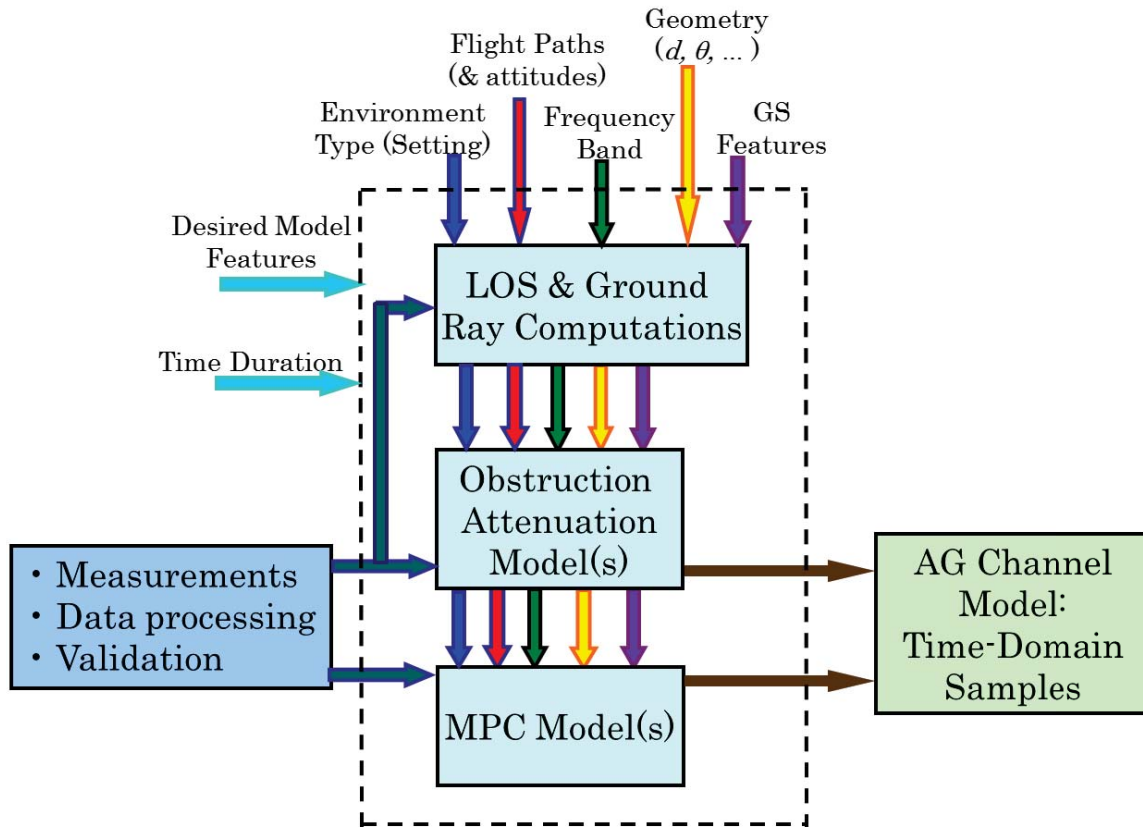 Geometry
(d, θ, ... )
Flight Paths
(& attitudes)
Environment
Type (Setting)
Frequency
Band
GS
Features
Desired Model
Features
Time Duration
LOS & Ground
Ray Computations
Obstruction
Attenuation
Model(s)
MPC Model(s)
• Measurements
• Data processing
• Validation
AG Channel
Model:
Time-Domain
Samples